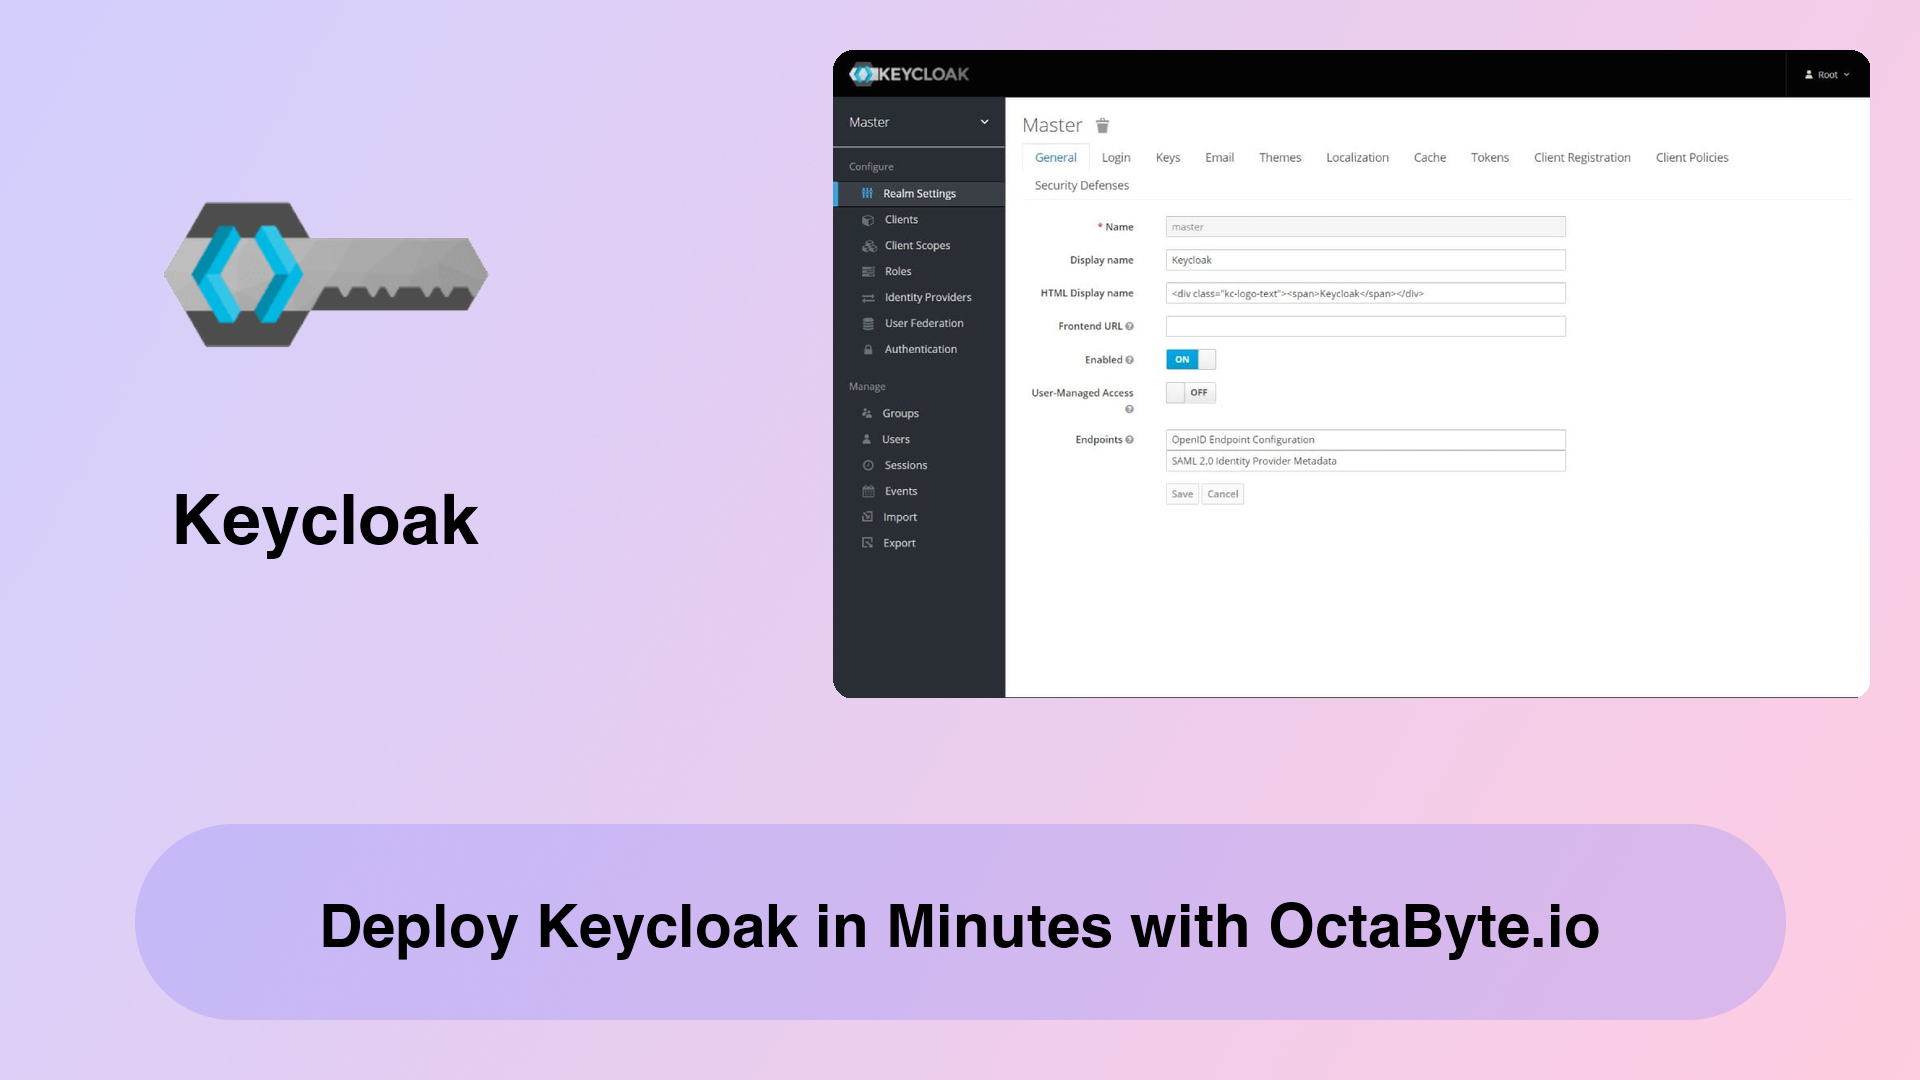 Keycloak
KEYCLOAK
Root
Master
Configure
Realm Settings
Clients
Client Scopes
Roles
Identity Providers
User Federation
Authentication
Manage
Groups
Users
Sessions
Events
Import
Export
Master
General Login Keys Email Themes Localization Cache Tokens Client Registration Client Policies
Security Defenses
* Name master
Display name Keycloak
HTML Display name <div class="kc-logo-text"><span>Keycloak</span></div>
Frontend URL
Enabled ON
User-Managed Access OFF
Endpoints OpenID Endpoint Configuration
SAML 2.0 Identity Provider Metadata
Save Cancel
Deploy Keycloak in Minutes with OctaByte.io